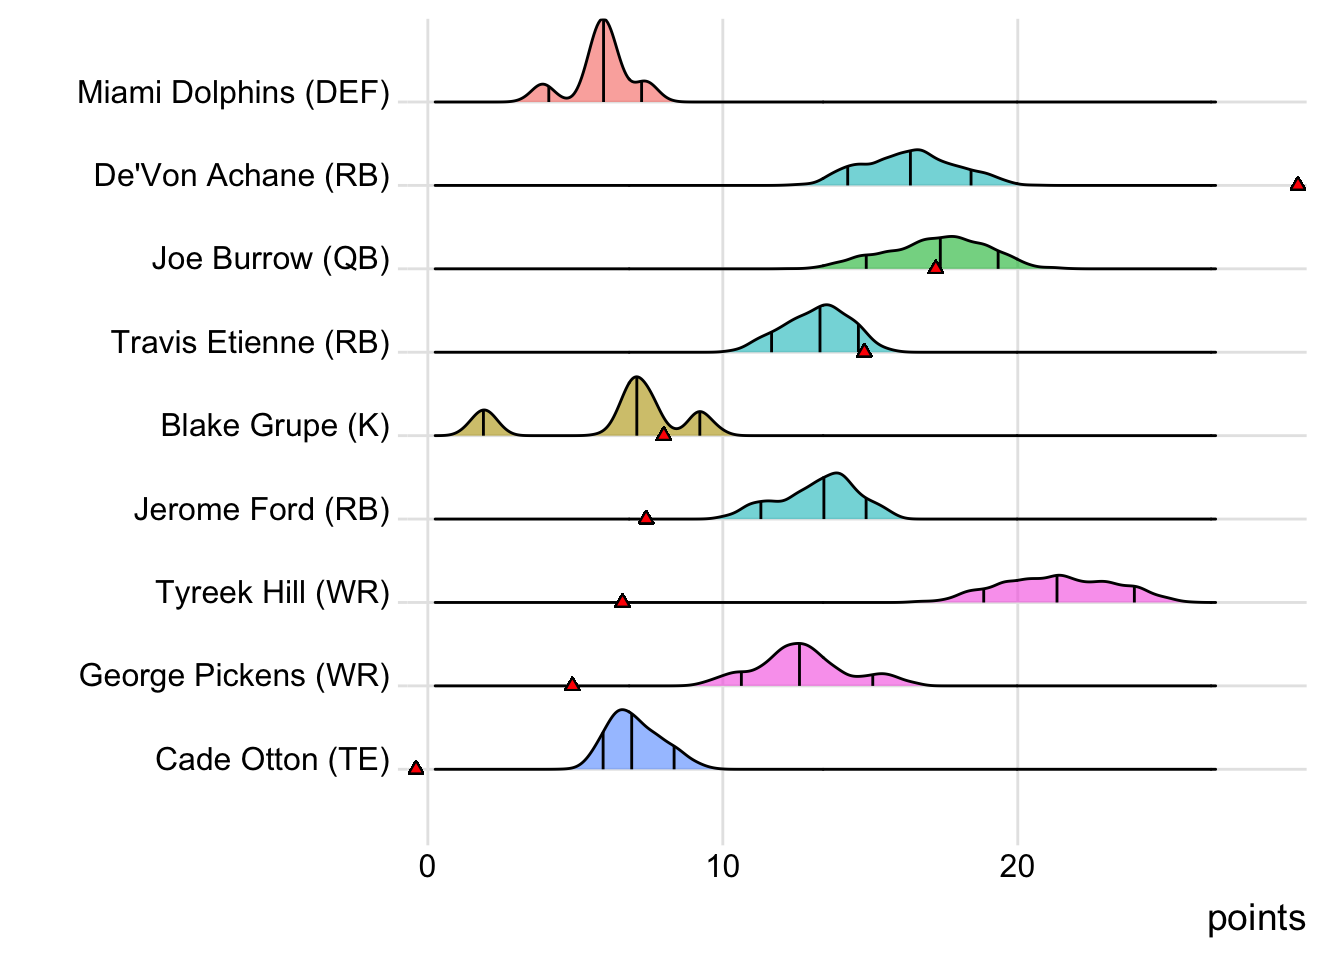 Miami Dolphins (DEF)
De'Von Achane (RB)
Joe Burrow (QB)
Travis Etienne (RB)
Blake Grupe (K)
Jerome Ford (RB)
Tyreek Hill (WR)
George Pickens (WR)
Cade Otton (TE)
0 10 20
points